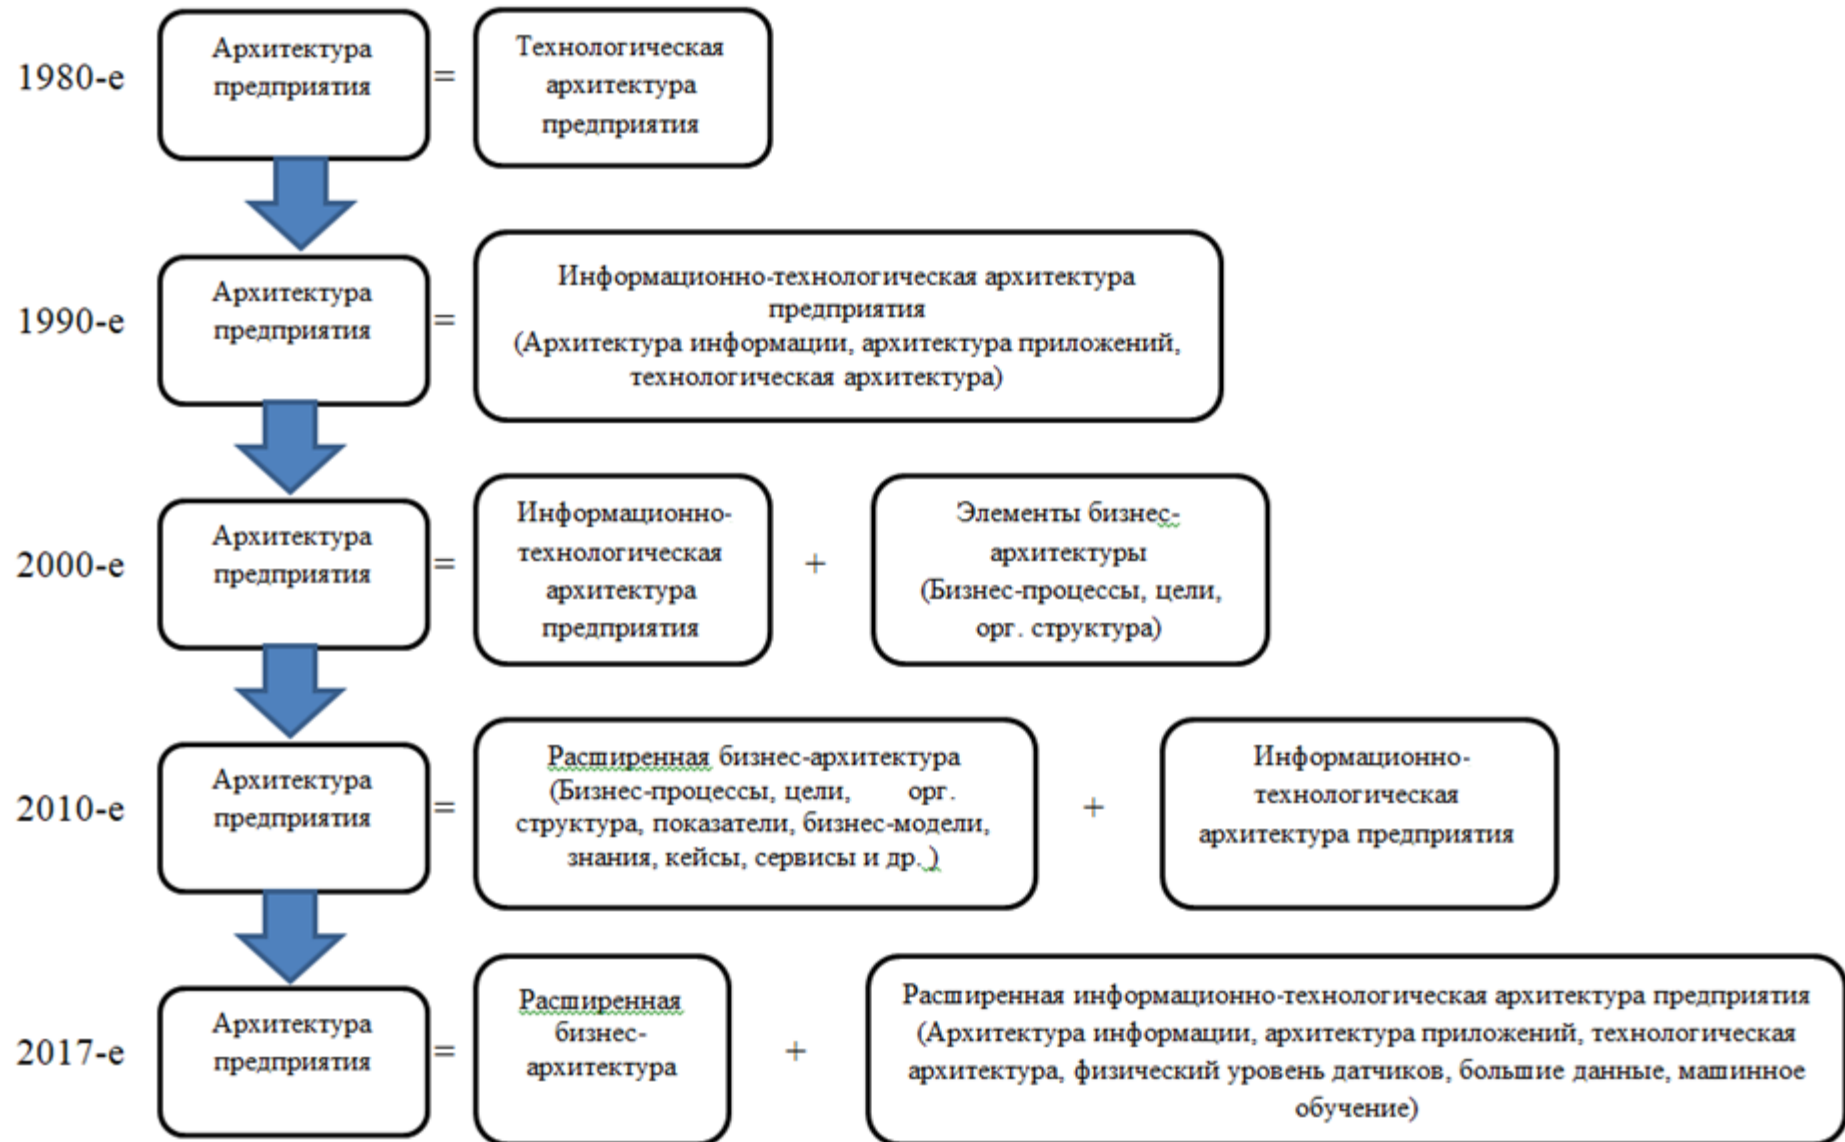 1980-е
Архитектура
предприятия
=
Технологическая
архитектура
предприятия
1990-е
Архитектура
предприятия
=
Информационно-технологическая архитектура
предприятия
(Архитектура информации, архитектура приложений,
технологическая архитектура)
2000-е
Архитектура
предприятия
=
Информационно-
технологическая
архитектура
предприятия
+
Элементы бизнес-
архитектуры
(Бизнес-процессы, цели,
орг. структура)
2010-е
Архитектура
предприятия
=
Расширенная бизнес-архитектура
(Бизнес-процессы, цели, орг.
структура, показатели, бизнес-модели,
знания, кейсы, сервисы и др. )
+
Информационно-
технологическая
архитектура предприятия
2017-е
Архитектура
предприятия
=
Расширенная
бизнес-
архитектура
+
Расширенная информационно-технологическая архитектура предприятия
(Архитектура информации, архитектура приложений, технологическая
архитектура, физический уровень датчиков, большие данные, машинное
обучение)